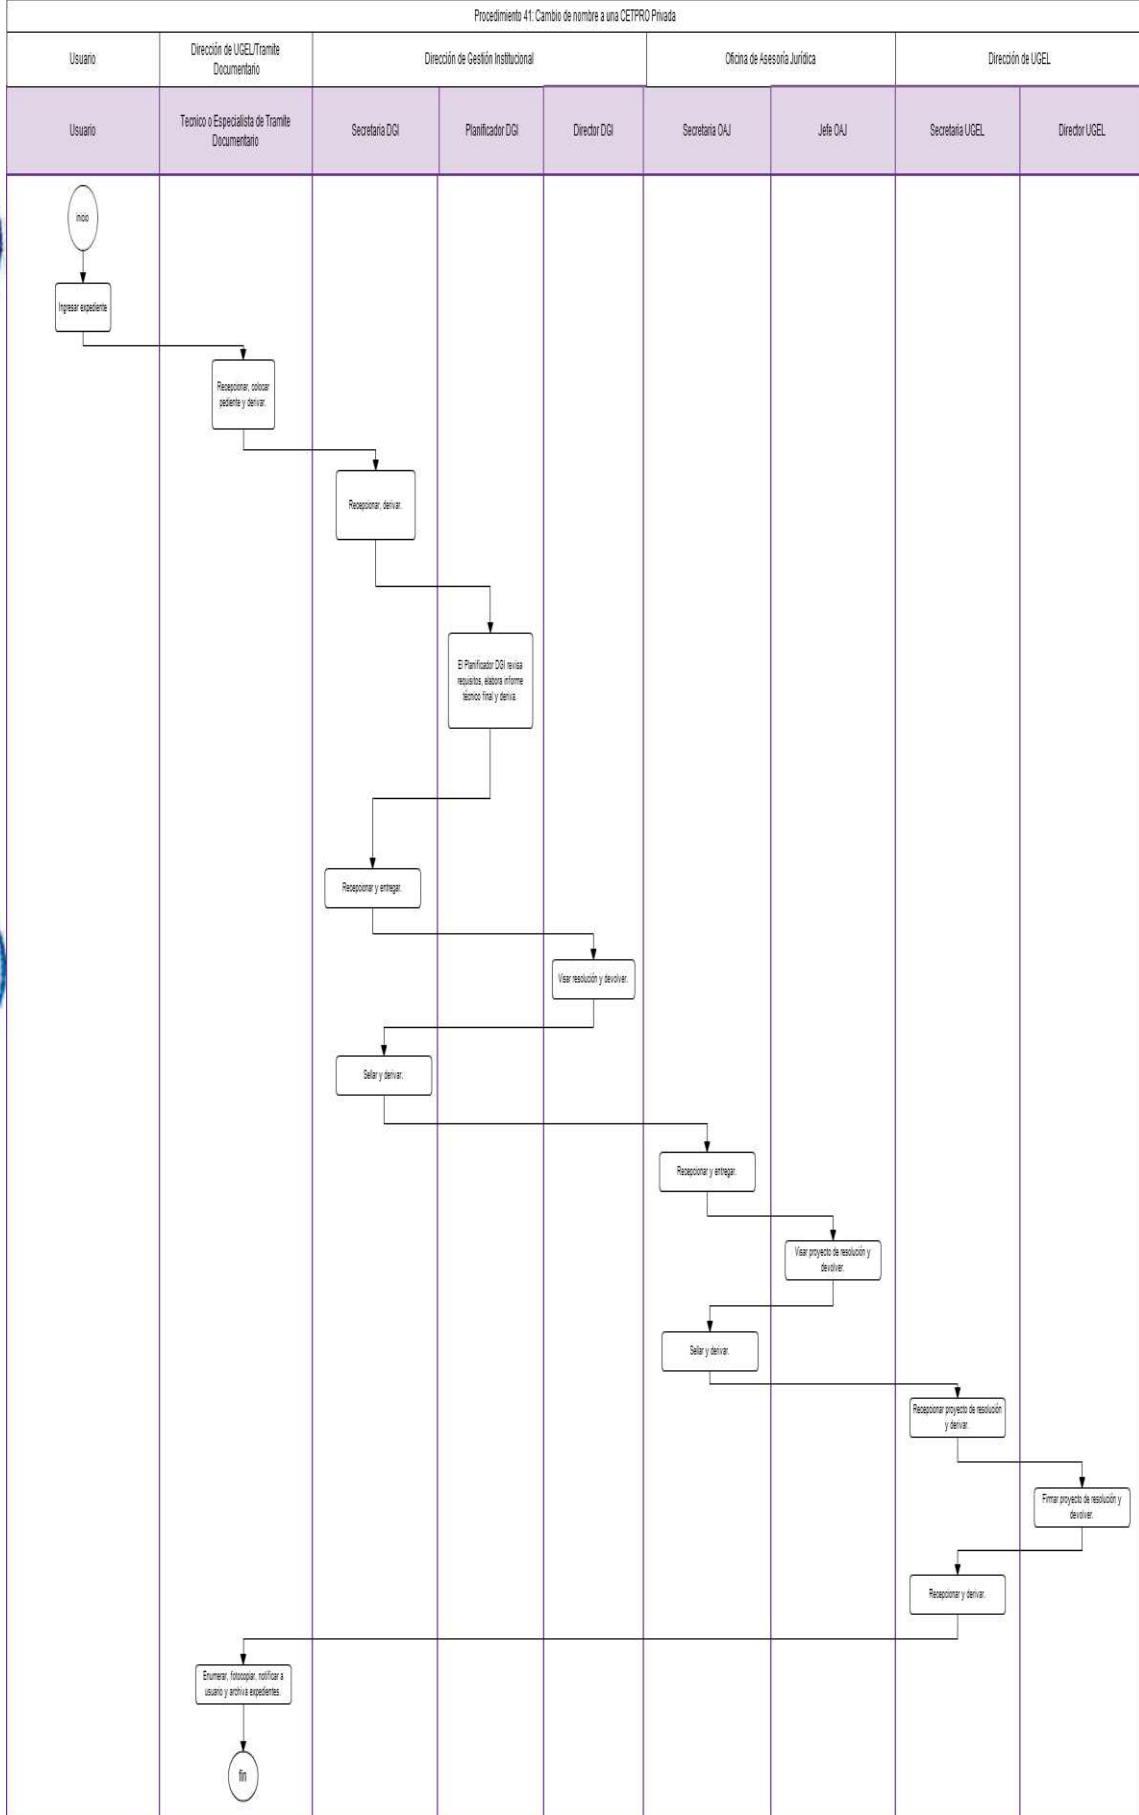 Procedimiento 41: Cambio de nombre a una CETPRO Privada
Usuario
Dirección de UGEL/Tramite
Documentario
Dirección de Gestión Institucional
Oficina de Asesoría Jurídica
Dirección de UGEL
Usuario
Tecnico o Especialista de Tramite
Documentario
Secretaria DGI
Planificador DGI
Director DGI
Secretaria OAJ
Jefe OAJ
Secretaria UGEL
Director UGEL
inicio
Ingresar expediente
Recepcionar, colocar
pediente y derivar.
Recepcionar, derivar.
El Planificador DGI revisa
requisitos, elabora informe
técnico final y deriva.
Recepcionar y entregar.
Visar resolución y devolver.
Sellar y derivar.
Recepcionar y entregar.
Visar proyecto de resolución y
devolver.
Sellar y derivar.
Recepcionar proyecto de resolución
y derivar.
Firmar proyecto de resolución y
devolver.
Recepcionar y derivar.
Enumerar, fotocopiar, notificar a
usuario y archiva expedientes.
fin